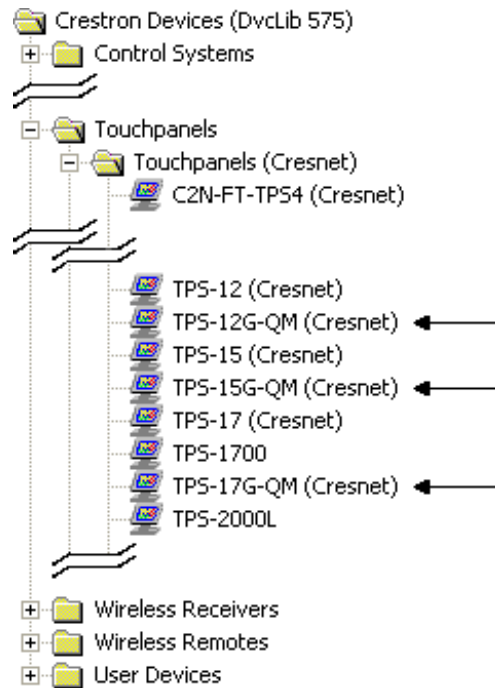 Crestron Devices (DvcLib 575)
Control Systems
Touchpanels
Touchpanels (Cresnet)
C2N-FT-TPS4 (Cresnet)
TPS-12 (Cresnet)
TPS-12G-QM (Cresnet)
TPS-15 (Cresnet)
TPS-15G-QM (Cresnet)
TPS-17 (Cresnet)
TPS-1700
TPS-17G-QM (Cresnet)
TPS-2000L
Wireless Receivers
Wireless Remotes
User Devices